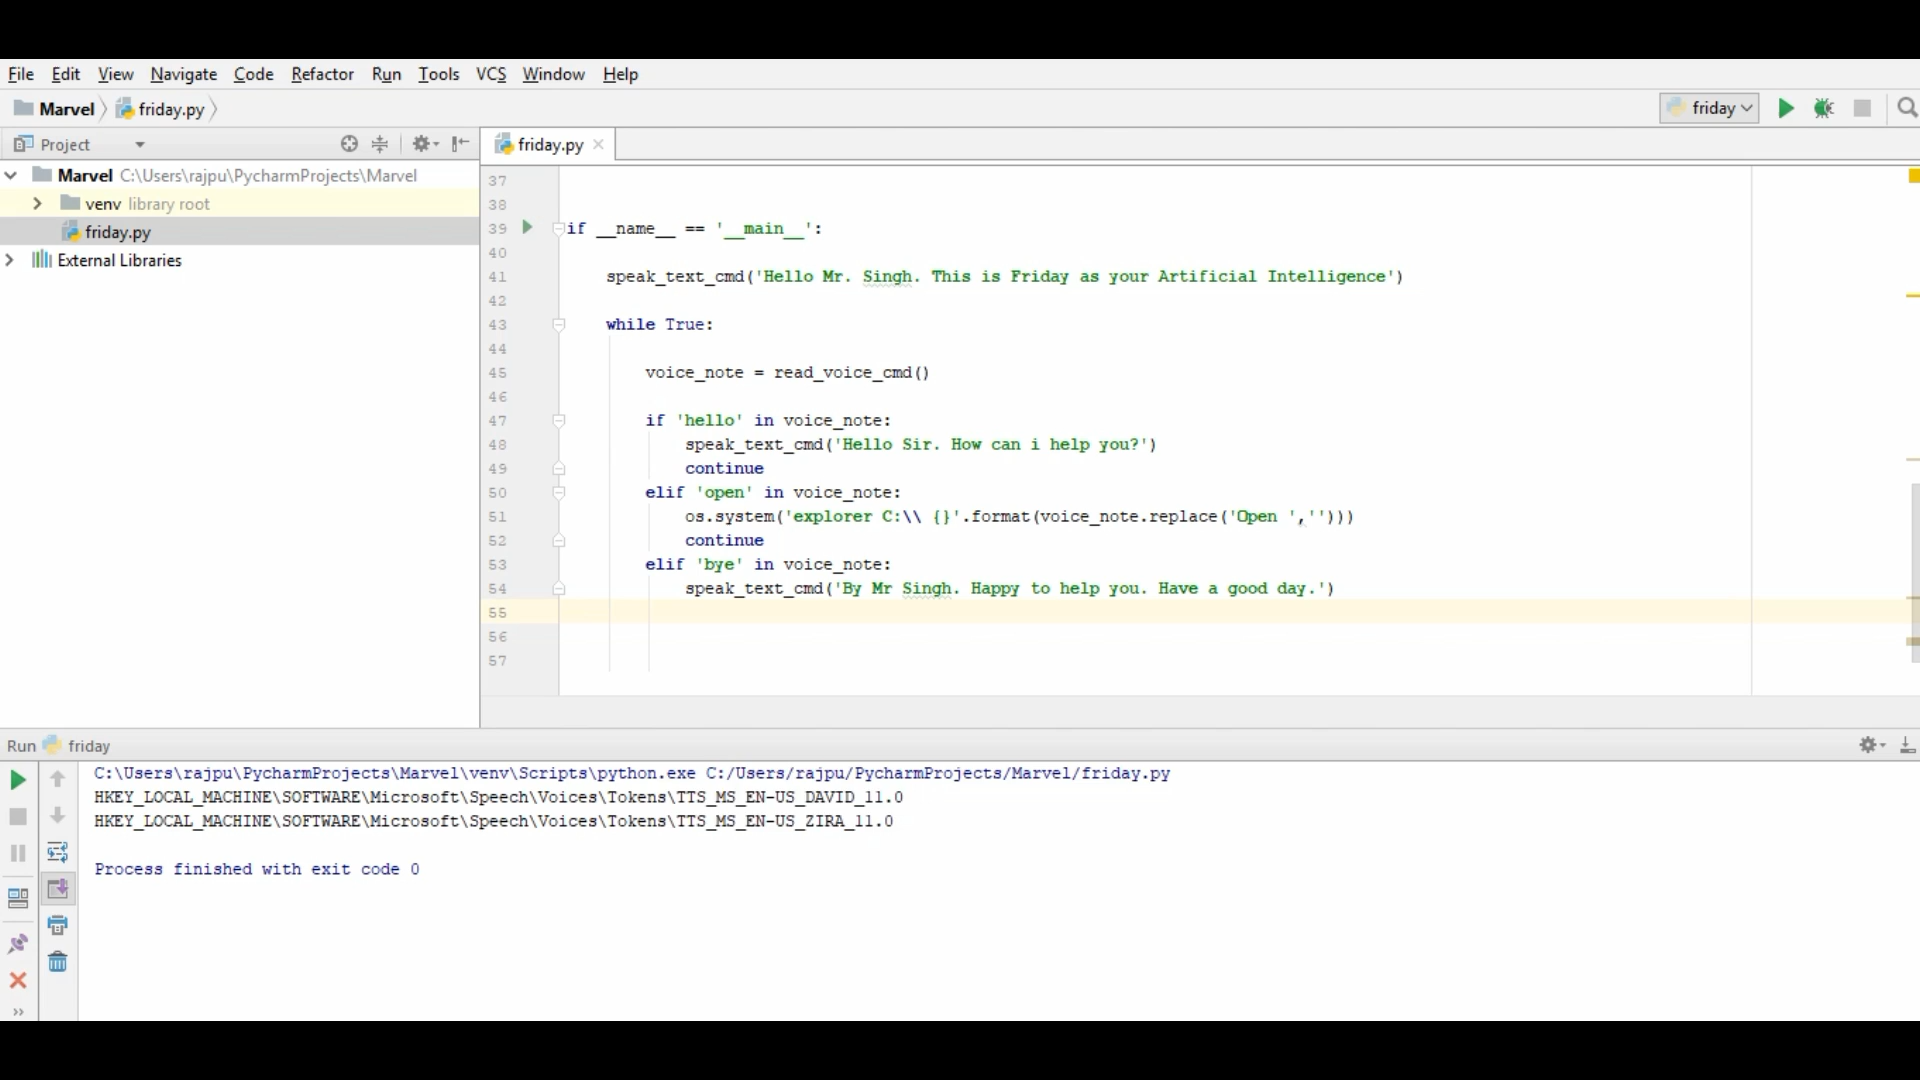 File Edit View Navigate Code Refactor Run Tools VCS Window Help
Marvel friday.py friday
Project friday.py
Marvel C:\Users\rajpu\PycharmProjects\Marvel
venv library root
friday.py
External Libraries
37
38
39 if __name__ == '__main__':
40
41 speak_text_cmd('Hello Mr. Singh. This is Friday as your Artificial Intelligence')
42
43 while True:
44
45 voice_note = read_voice_cmd()
46
47 if 'hello' in voice_note:
48 speak_text_cmd('Hello Sir. How can i help you?')
49 continue
50 elif 'open' in voice_note:
51 os.system('explorer C:\\ {}'.format(voice_note.replace('Open ','')))
52 continue
53 elif 'bye' in voice_note:
54 speak_text_cmd('By Mr Singh. Happy to help you. Have a good day.')
55
56
57
Run friday
C:\Users\rajpu\PycharmProjects\Marvel\venv\Scripts\python.exe C:/Users/rajpu/PycharmProjects/Marvel/friday.py
HKEY_LOCAL_MACHINE\SOFTWARE\Microsoft\Speech\Voices\Tokens\TTS_MS_EN-US_DAVID_11.0
HKEY_LOCAL_MACHINE\SOFTWARE\Microsoft\Speech\Voices\Tokens\TTS_MS_EN-US_ZIRA_11.0
Process finished with exit code 0